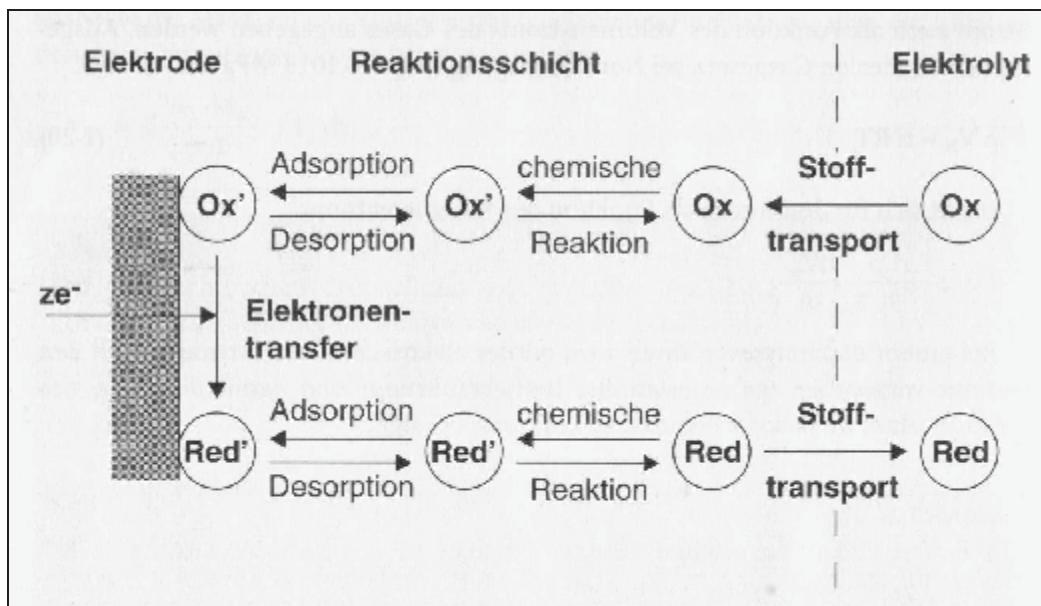 Elektrode Reaktionsschicht Elektrolyt
Adsorption chemische Stoff-
Ox' Ox' Ox Ox
Desorption Reaktion transport
ze⁻
Elektronen-
transfer
Adsorption chemische Stoff-
Red' Red' Red Red
Desorption Reaktion transport